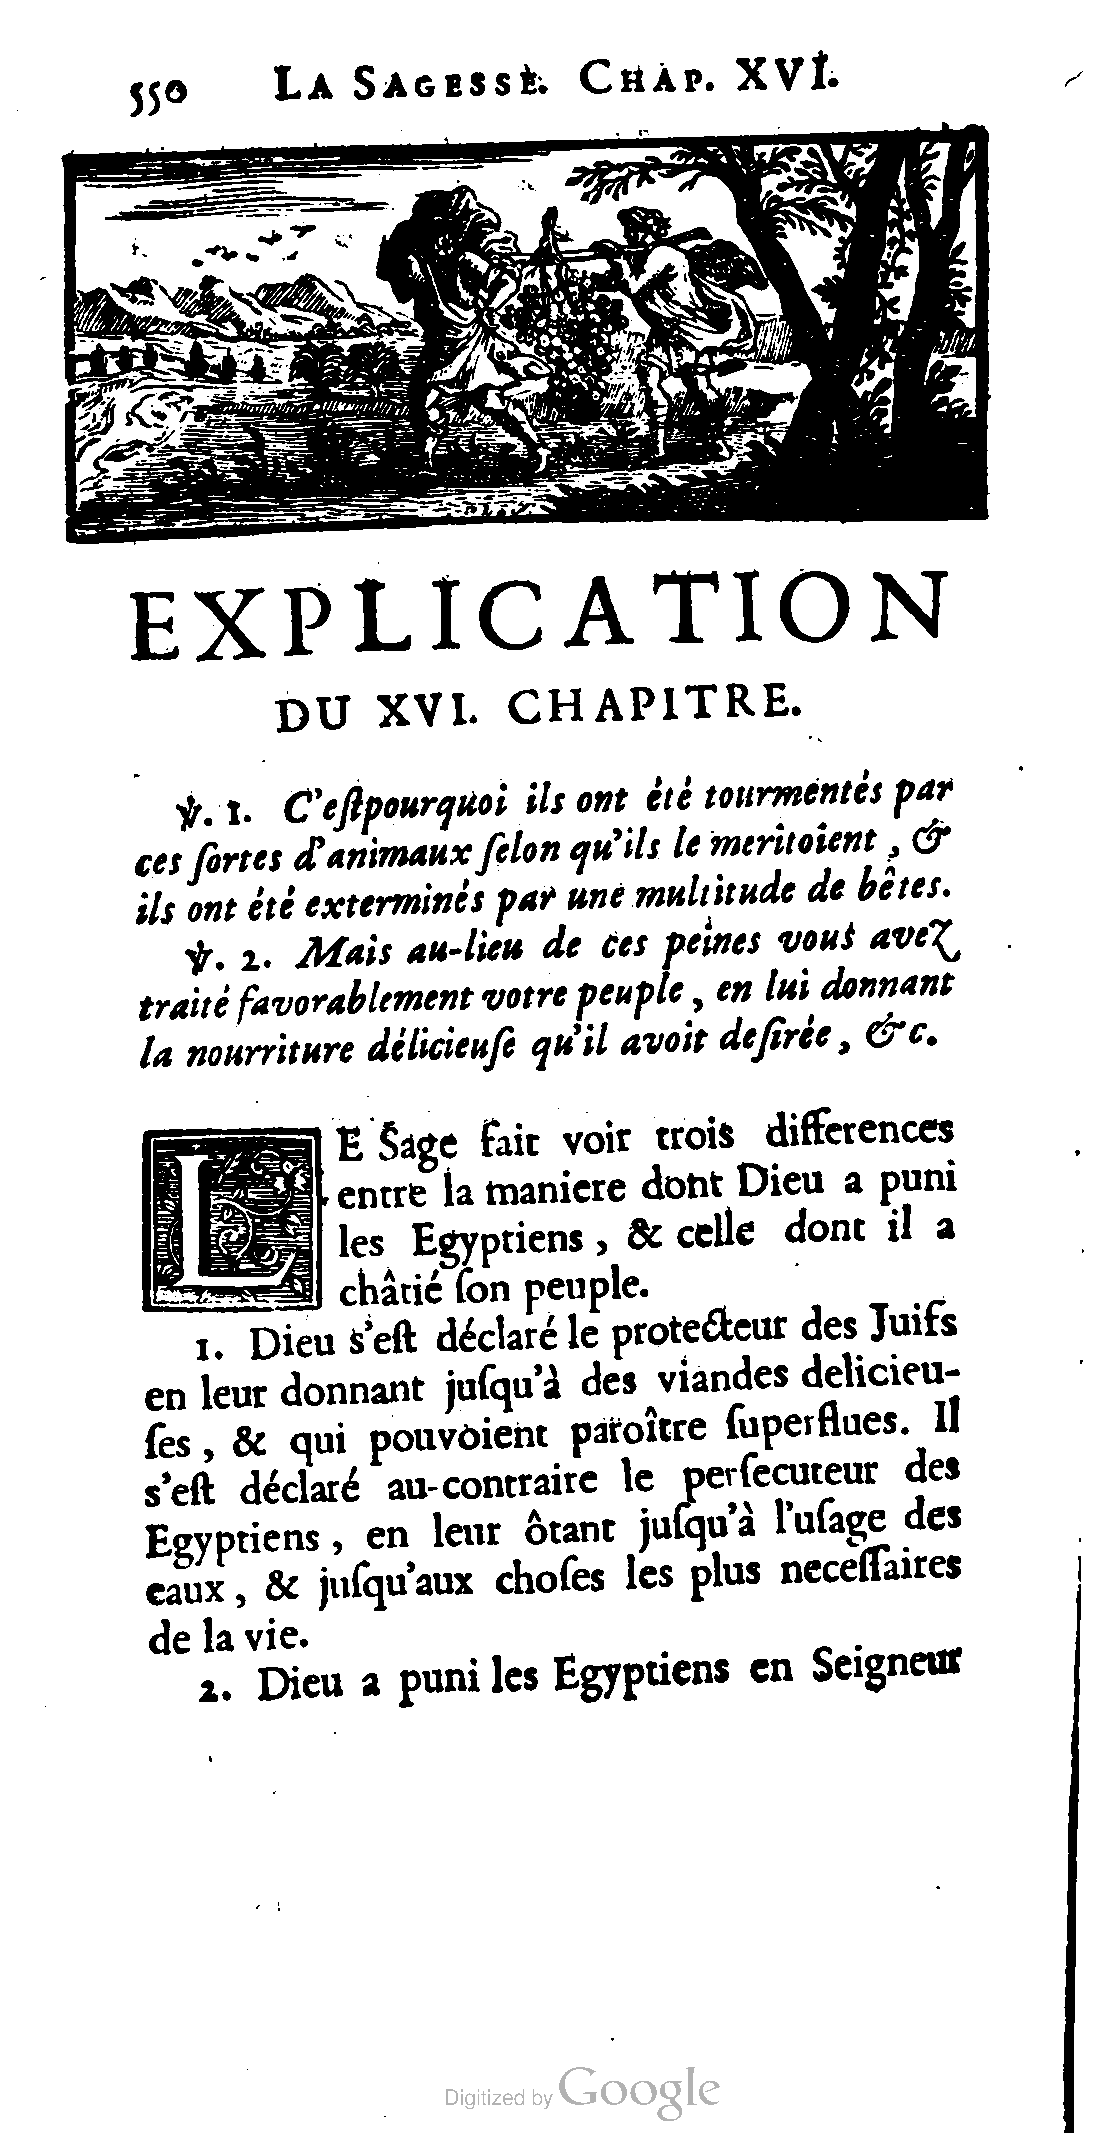 550 LA SAGESSE. CHAP. XVI.
EXPLICATION
DU XVI. CHAPITRE.
℣. 1. C'eſtpourquoi ils ont été tourmentés par
ces ſortes d'animaux ſelon qu'ils le meritoient, &
ils ont été exterminés par une multitude de bêtes.
℣. 2. Mais au-lieu de ces peines vous avez
traité favorablement votre peuple, en lui donnant
la nourriture délicieuſe qu'il avoit deſirée, &c.
LE Sage fait voir trois differences
entre la maniere dont Dieu a puni
les Egyptiens, & celle dont il a
châtié ſon peuple.
1. Dieu s'eſt déclaré le protecteur des Juifs
en leur donnant juſqu'à des viandes delicieu-
ſes, & qui pouvoient paroître ſuperflues. Il
s'eſt déclaré au-contraire le perſecuteur des
Egyptiens, en leur ôtant juſqu'à l'uſage des
eaux, & juſqu'aux choſes les plus neceſſaires
de la vie.
2. Dieu a puni les Egyptiens en Seigneur
Digitized by Google